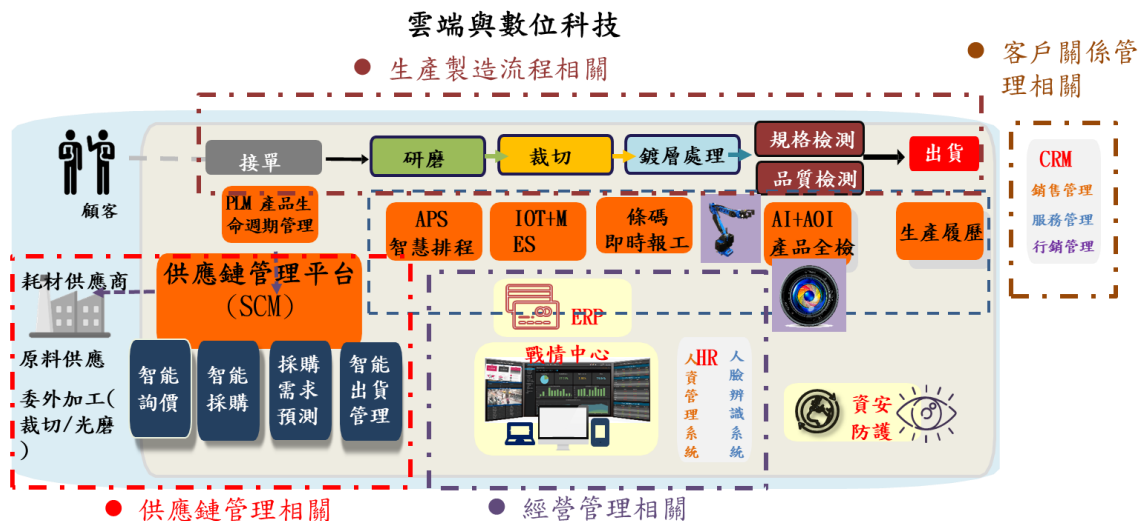 雲端與數位科技
● 生產製造流程相關
● 客戶關係管
理相關
顧客
接單
研磨
裁切
鍍層處理
規格檢測
品質檢測
出貨
PLM 產品生
命週期管理
APS
智慧排程
IOT+M
ES
條碼
即時報工
AI+AOI
產品全檢
生產履歷
CRM
銷售管理
服務管理
行銷管理
耗材供應商
原料供應
委外加工(
裁切/光磨
)
供應鏈管理平台
(SCM)
智能
詢價
智能
採購
採購
需求
預測
智能
出貨
管理
ERP
戰情中心
HR
人資管理系統
人臉辨識系統
資安
防護
● 供應鏈管理相關
● 經營管理相關